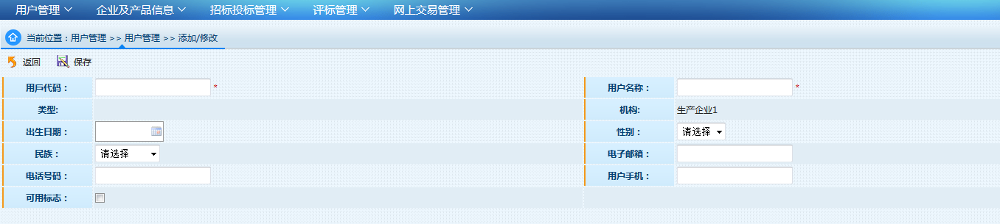 用户管理 企业及产品信息 招标投标管理 评标管理 网上交易管理
当前位置：用户管理 >> 用户管理 >> 添加/修改
返回 保存
用户代码： * 用户名称： *
类型: 机构: 生产企业1
出生日期： 性别： 请选择
民族： 请选择 电子邮箱：
电话号码： 用户手机：
可用标志：